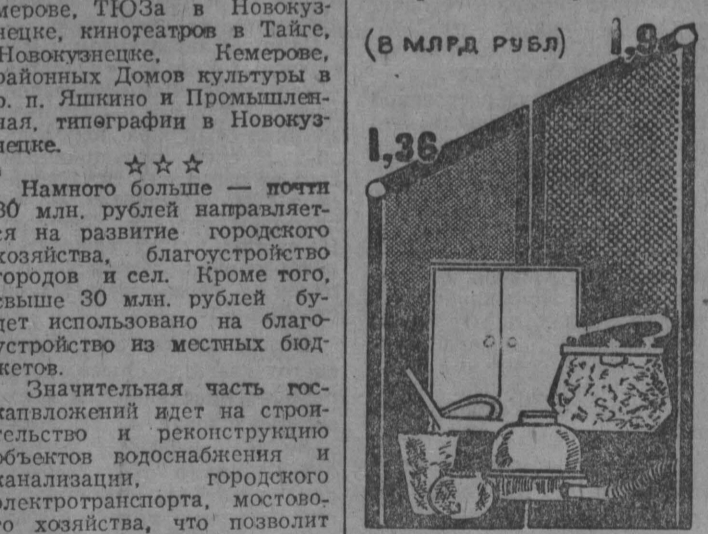 мерове, ТЮЗа в Новокуз-
нецке, кинотеатров в Тайге,
Новокузнецке, Кемерове,
районных Домов культуры в
р. п. Яшкино и Промышлен-
ная, типографии в Новокуз-
нецке.
☆☆☆
Намного больше — почти
80 млн. рублей направляет-
ся на развитие городского
хозяйства, благоустройство
городов и сел. Кроме того,
свыше 30 млн. рублей бу-
дет использовано на благо-
устройство из местных бюд-
жетов.
Значительная часть гос-
капвложений идет на строи-
тельство и реконструкцию
объектов водоснабжения и
канализации, городского
электротранспорта, мостово-
го хозяйства, что позволит
(В МЛРД РУБЛ)
1,36